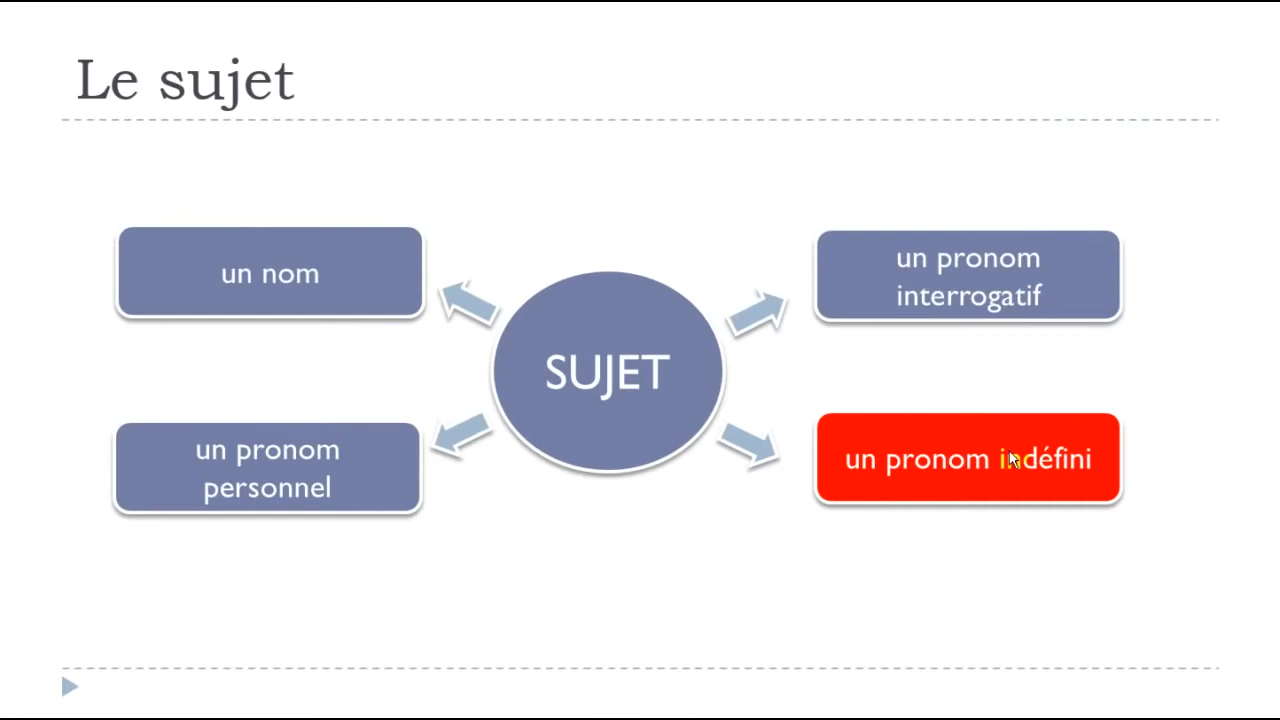 Le sujet
un nom
un pronom
interrogatif
SUJET
un pronom
personnel
un pronom indéfini